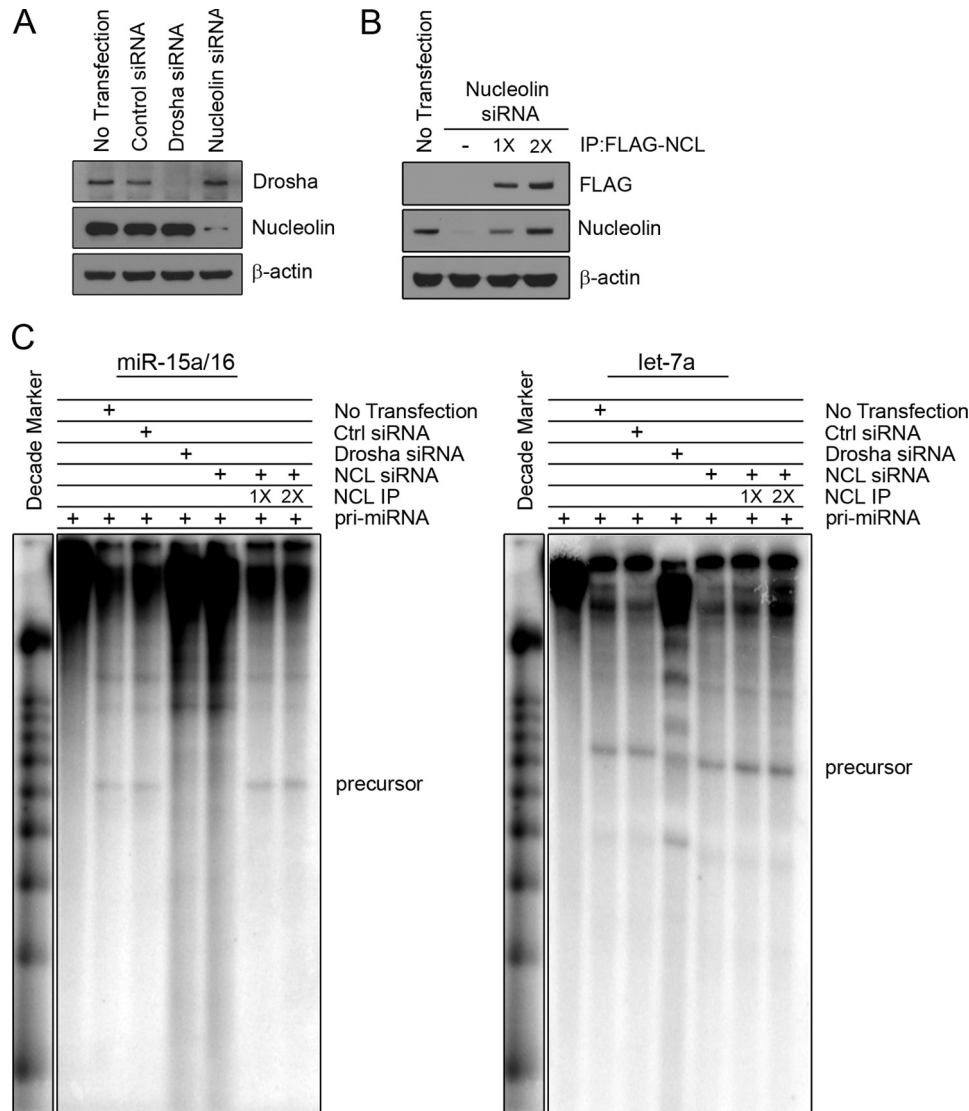 A
No Transfection
Control siRNA
Drosha siRNA
Nucleolin siRNA
Drosha
Nucleolin
β-actin
B
No Transfection
Nucleolin
siRNA
- 1X 2X IP:FLAG-NCL
FLAG
Nucleolin
β-actin
C
Decade Marker
miR-15a/16
+ No Transfection
+ Ctrl siRNA
+ Drosha siRNA
+ + + NCL siRNA
1X 2X NCL IP
+ + + + + + + pri-miRNA
precursor
Decade Marker
let-7a
+ No Transfection
+ Ctrl siRNA
+ Drosha siRNA
+ + + NCL siRNA
1X 2X NCL IP
+ + + + + + + pri-miRNA
precursor